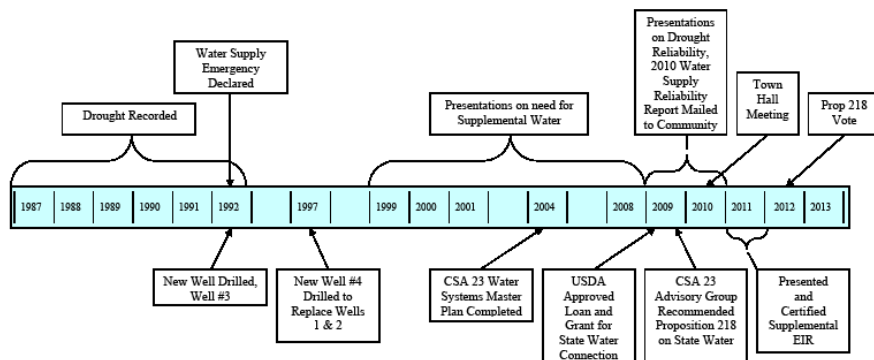 Water Supply
Emergency
Declared
Presentations
on Drought
Reliability,
2010 Water
Supply
Reliability
Report Mailed
to Community
Town
Hall
Meeting
Prop 218
Vote
Drought Recorded
Presentations on need for
Supplemental Water
1987 1988 1989 1990 1991 1992 1997 1999 2000 2001 2004 2008 2009 2010 2011 2012 2013
New Well Drilled,
Well #3
New Well #4
Drilled to
Replace Wells
1 & 2
CSA 23 Water
Systems Master
Plan Completed
USDA
Approved
Loan and
Grant for
State Water
Connection
CSA 23
Advisory Group
Recommended
Proposition 218
on State Water
Presented
and
Certified
Supplemental
EIR